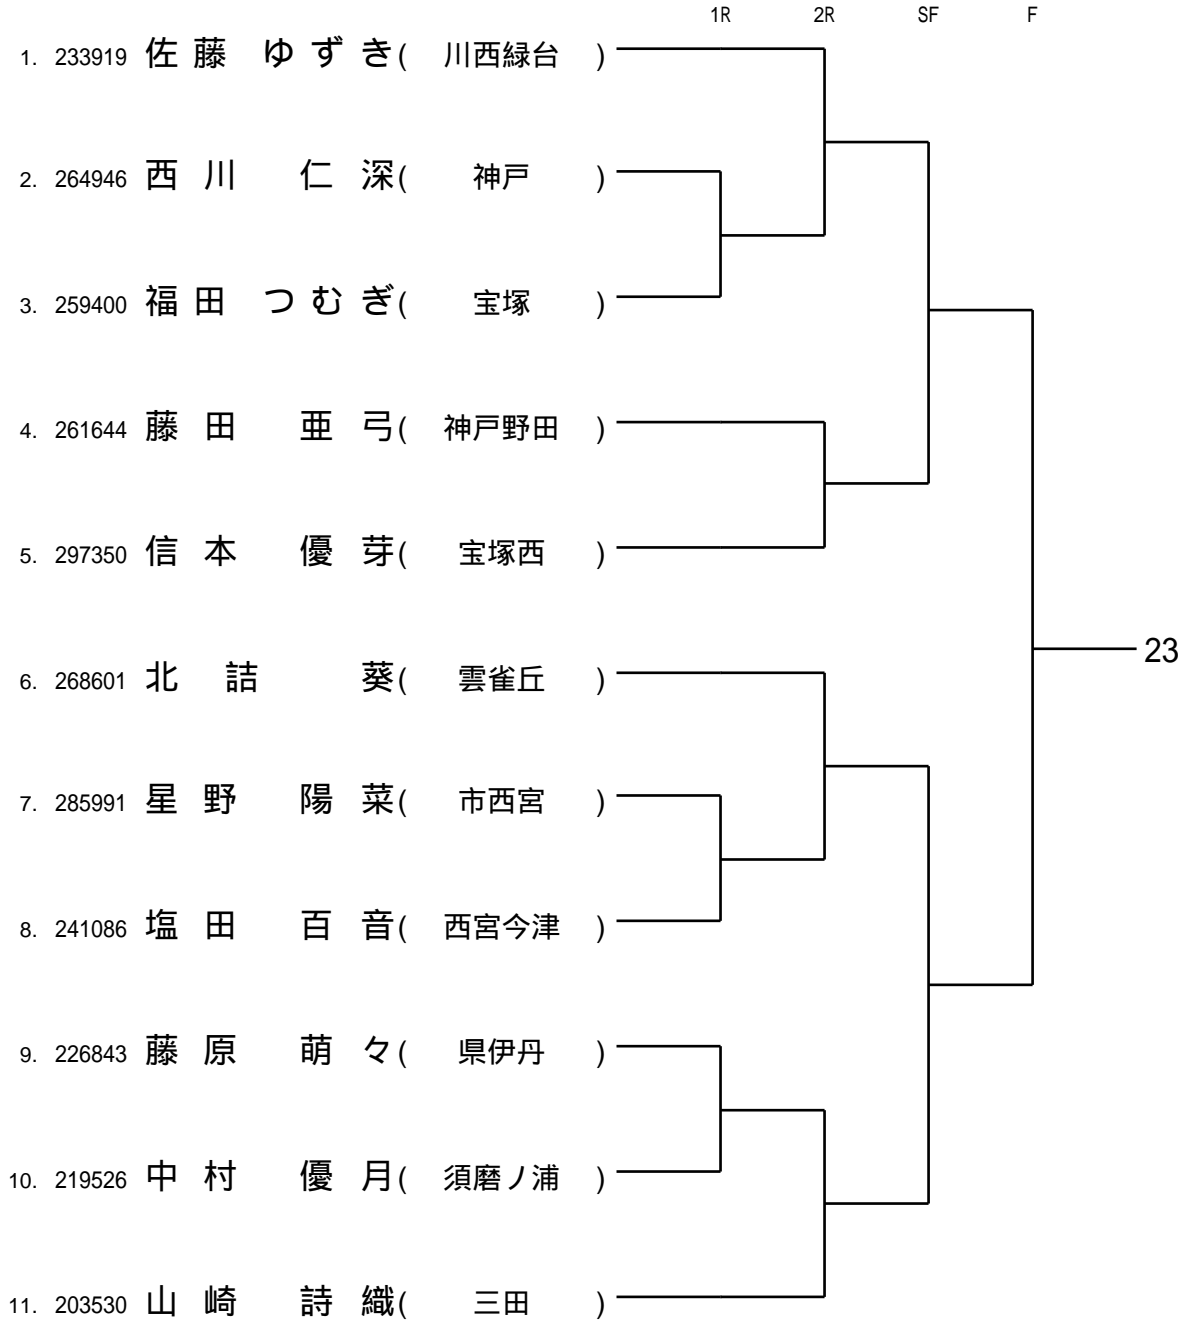 1R 2R SF F
1. 233919 佐藤 ゆずき( 川西緑台 )
2. 264946 西川 仁深( 神戸 )
3. 259400 福田 つむぎ( 宝塚 )
4. 261644 藤田 亜弓( 神戸野田 )
5. 297350 信本 優芽( 宝塚西 )
6. 268601 北詰 葵( 雲雀丘 )
23
7. 285991 星野 陽菜( 市西宮 )
8. 241086 塩田 百音( 西宮今津 )
9. 226843 藤原 萌々( 県伊丹 )
10. 219526 中村 優月( 須磨ノ浦 )
11. 203530 山崎 詩織( 三田 )